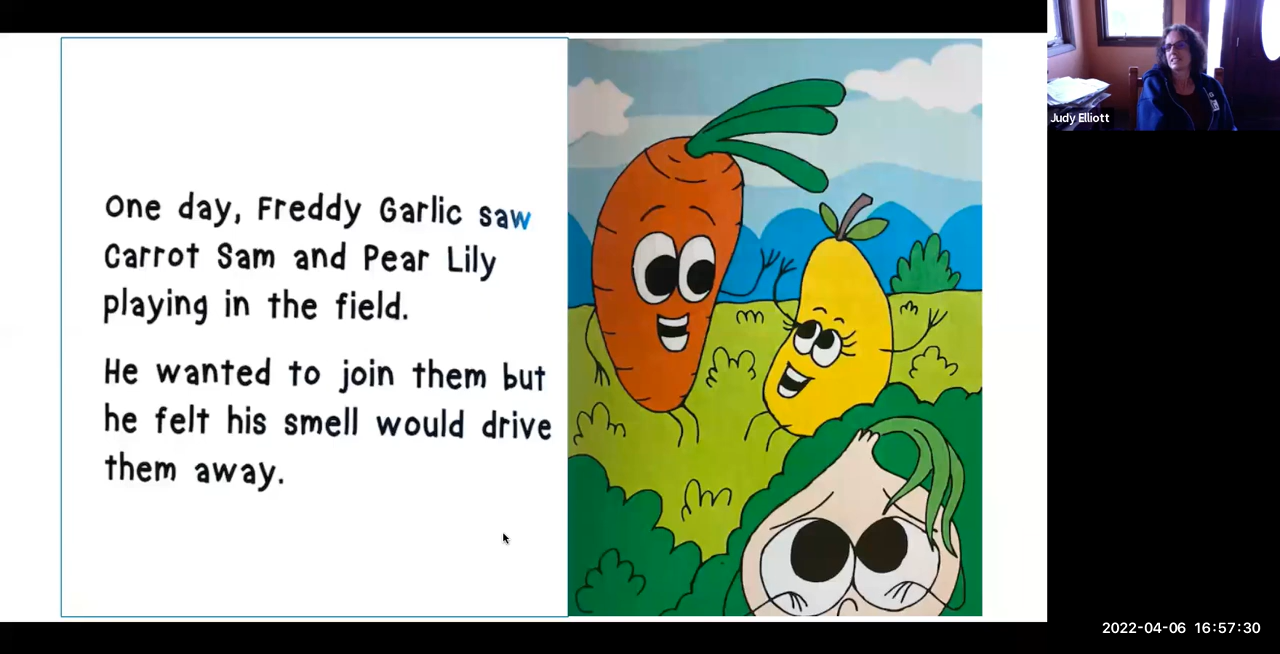 One day, Freddy Garlic saw
Carrot Sam and Pear Lily
playing in the field.
He wanted to join them but
he felt his smell would drive
them away.
Judy Elliott
2022-04-06 16:57:30